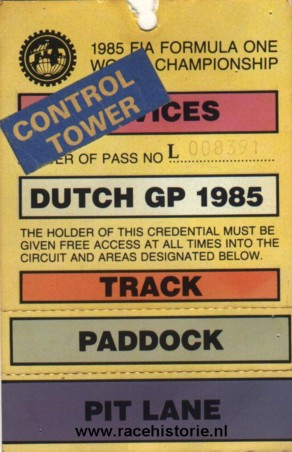 1985 FIA FORMULA ONE
CHAMPIONSHIP
CONTROL
TOWER
VICES
ER OF PASS NO L 008391
DUTCH GP 1985
THE HOLDER OF THIS CREDENTIAL MUST BE
GIVEN FREE ACCESS AT ALL TIMES INTO THE
CIRCUIT AND AREAS DESIGNATED BELOW.
TRACK
PADDOCK
PIT LANE
www.racehistorie.nl